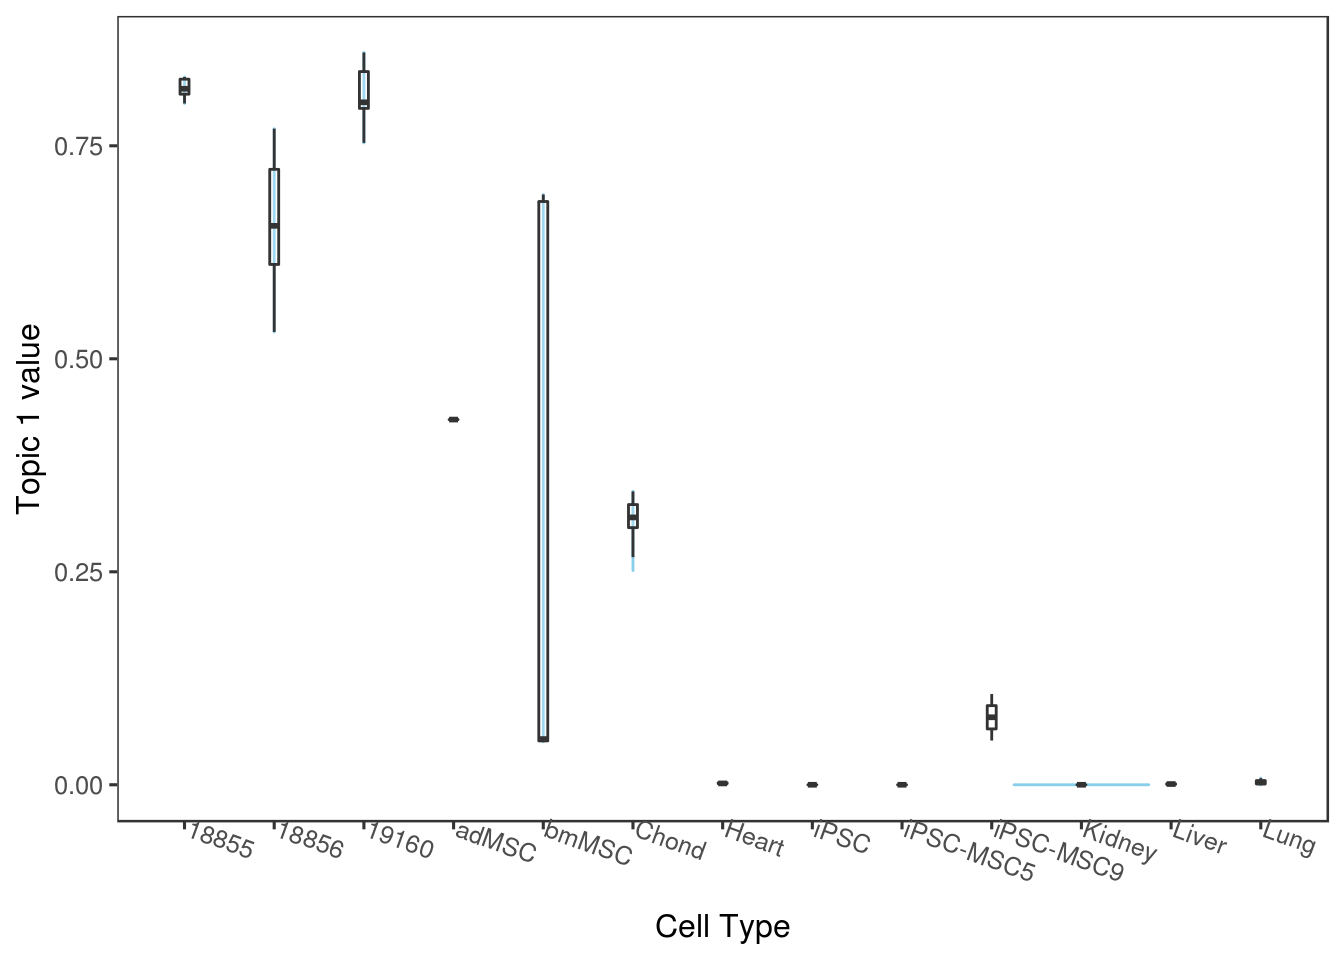 Topic 1 value
0.75
0.50
0.25
0.00
18855
18856
19160
adMSC
bmMSC
Chond
Heart
iPSC
iPSC-MSC5
iPSC-MSC9
Kidney
Liver
Lung
Cell Type